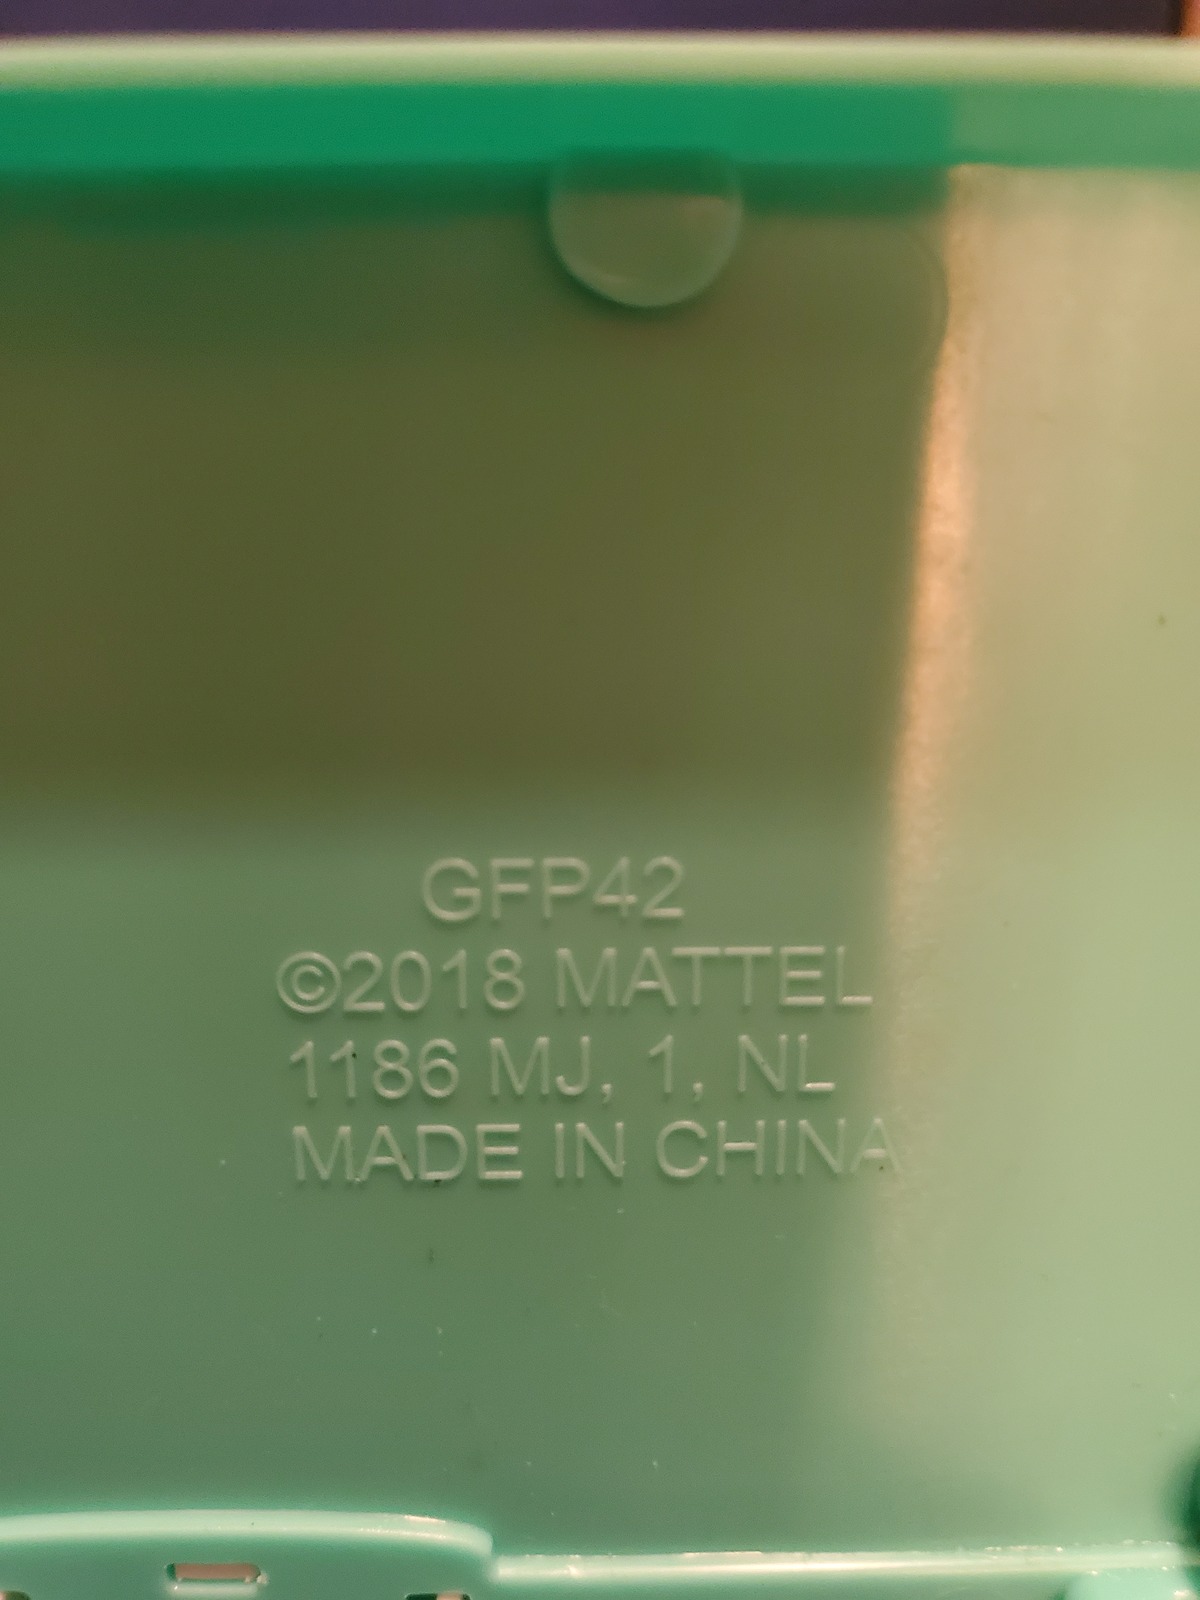 GFP42
©2018 MATTEL
1186 MJ, 1, NL
MADE IN CHINA